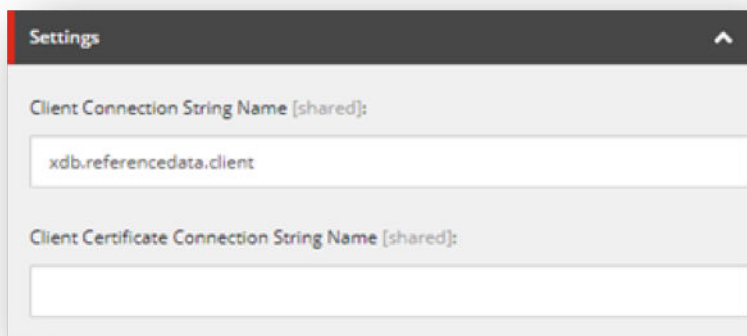 Settings
Client Connection String Name [shared]:
xdb.referencedata.client
Client Certificate Connection String Name [shared]: